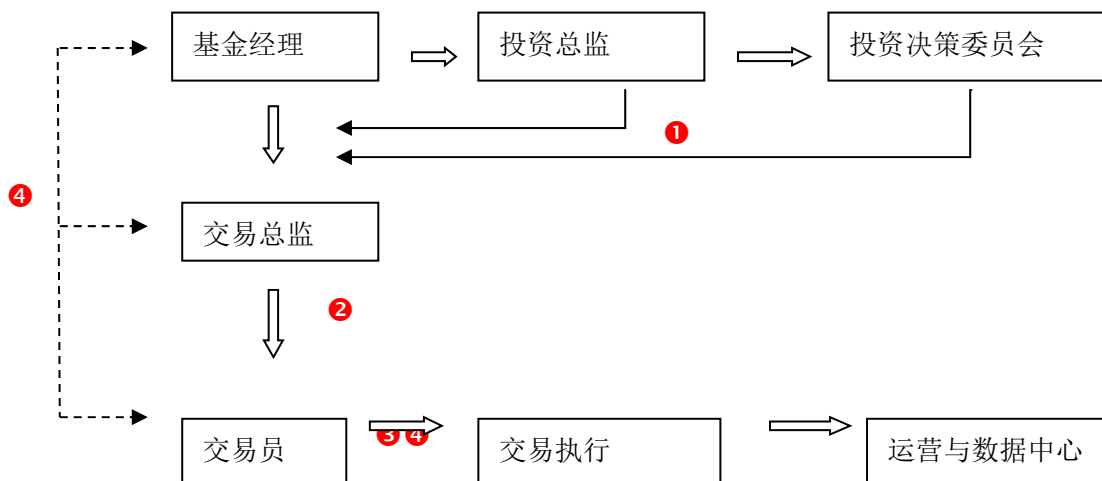 基金经理
投资总监
投资决策委员会
❶
❹
交易总监
❷
交易员
❸❹
交易执行
运营与数据中心